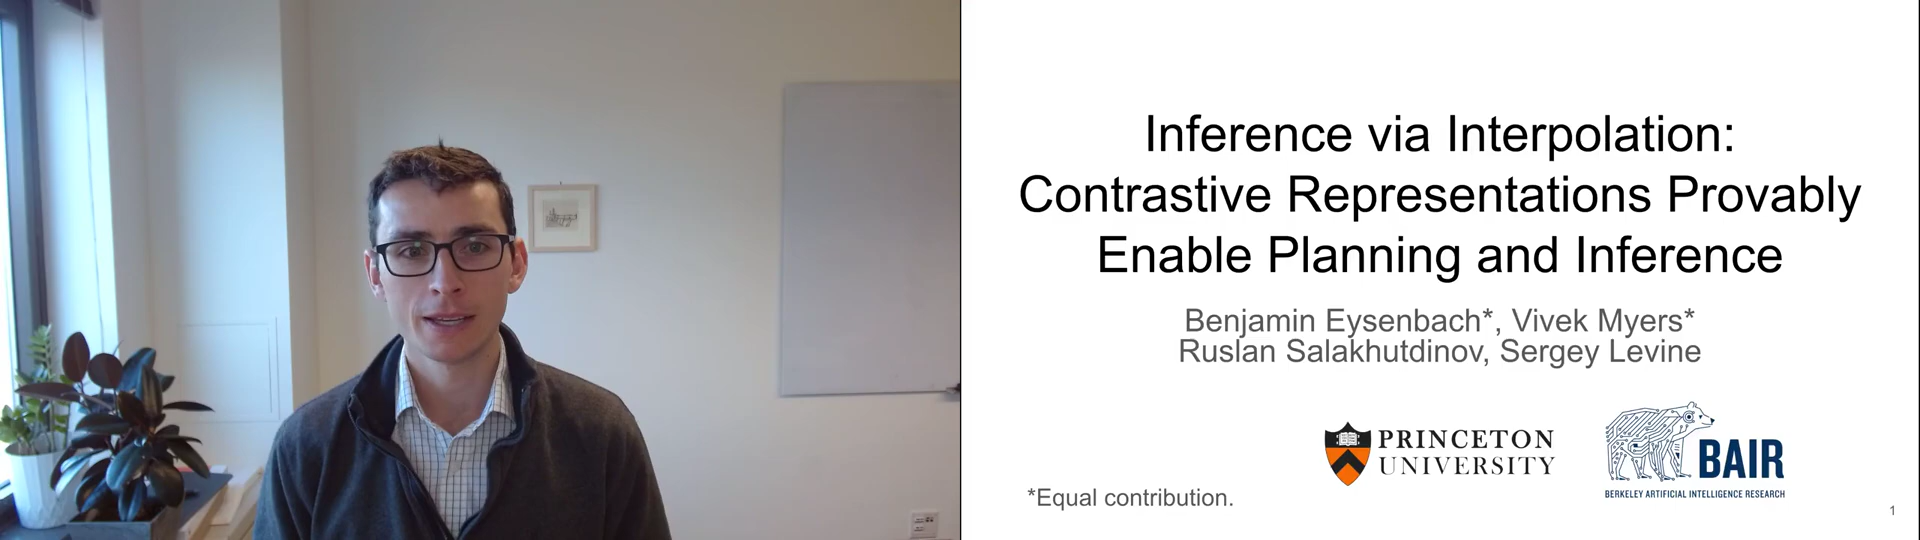 Inference via Interpolation:
Contrastive Representations Provably
Enable Planning and Inference
Benjamin Eysenbach*, Vivek Myers*
Ruslan Salakhutdinov, Sergey Levine
PRINCETON
UNIVERSITY
BAIR
BERKELEY ARTIFICIAL INTELLIGENCE RESEARCH
*Equal contribution.
1